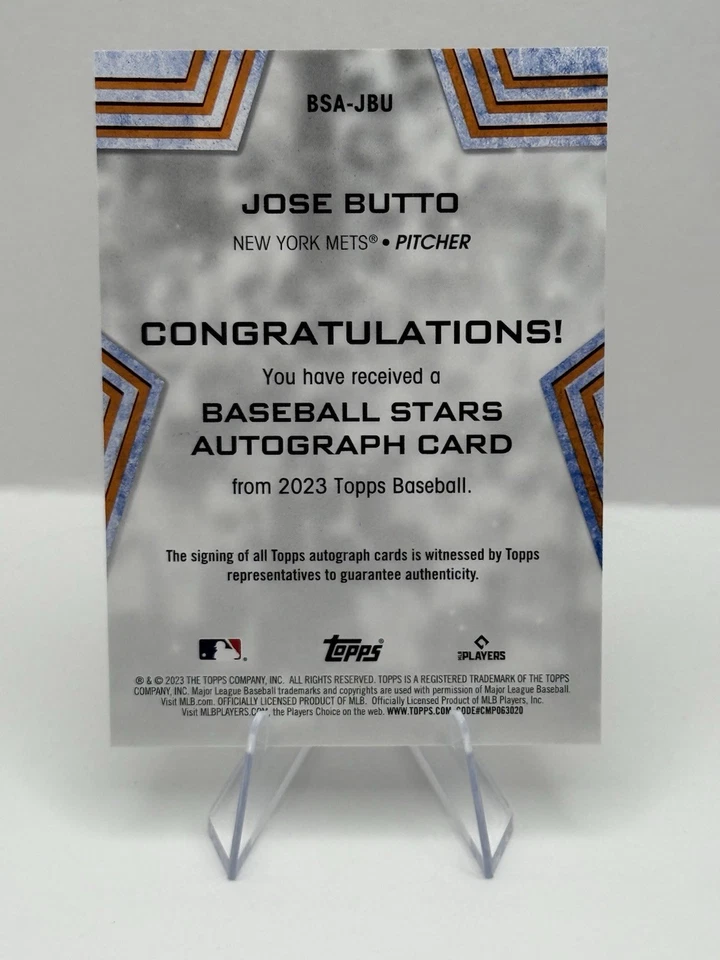 BSA-JBU
JOSE BUTTO
NEW YORK METS® • PITCHER
CONGRATULATIONS!
You have received a
BASEBALL STARS
AUTOGRAPH CARD
from 2023 Topps Baseball.
The signing of all Topps autograph cards is witnessed by Topps
representatives to guarantee authenticity.
Topps
PLAYERS
® & © 2023 THE TOPPS COMPANY, INC. ALL RIGHTS RESERVED. TOPPS IS A REGISTERED TRADEMARK OF THE TOPPS
COMPANY, INC. Major League Baseball trademarks and copyrights are used with permission of Major League Baseball.
Visit MLB.com. OFFICIALLY LICENSED PRODUCT OF MLB. Officially Licensed Product of MLB Players, Inc.
Visit MLBPLAYERS.COM, the Players Choice on the web. WWW.TOPPS.COM CODE#CMP063020